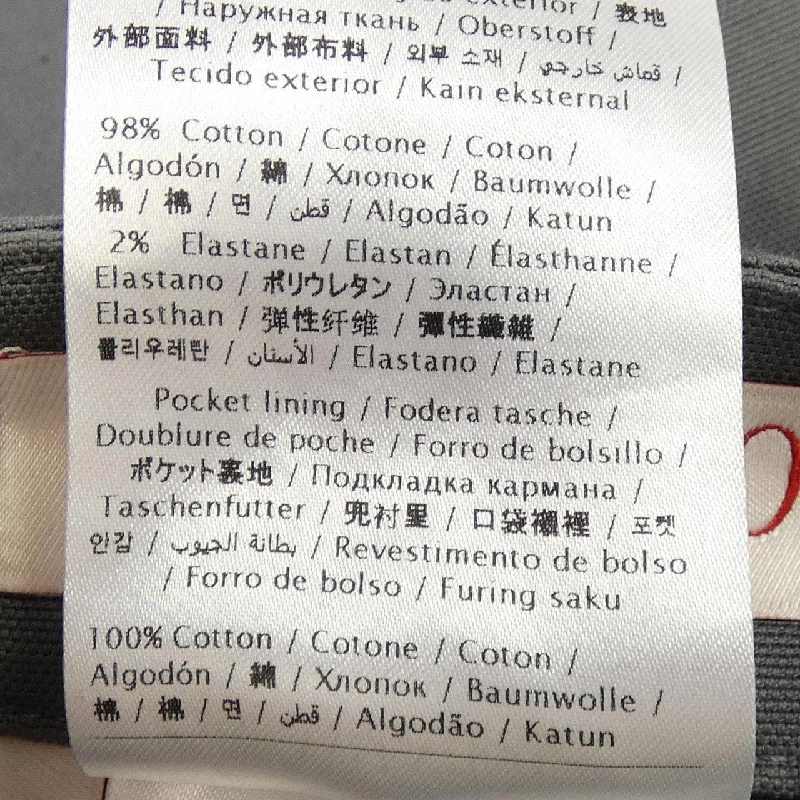 exterior / 表地
/ Наружная ткань / Oberstoff /
外部面料 / 外部布料 / 외부 소재 / قماش خارجي /
Tecido exterior / Kain eksternal
98% Cotton / Cotone / Coton /
Algodón / 綿 / Хлопок / Baumwolle /
棉 / 棉 / 면 / قطن / Algodão / Katun
2% Elastane / Elastan / Élasthanne /
Elastano / ポリウレタン / Эластан /
Elasthan / 弹性纤维 / 彈性纖維 /
폴리우레탄 / الأستان / Elastano / Elastane
Pocket lining / Fodera tasche /
Doublure de poche / Forro de bolsillo /
ポケット裏地 / Подкладка кармана /
Taschenfutter / 兜衬里 / 口袋襯裡 / 포켓
안감 / بطانة الجيوب / Revestimento de bolso
/ Forro de bolso / Furing saku
100% Cotton / Cotone / Coton /
Algodón / 綿 / Хлопок / Baumwolle /
棉 / 棉 / 면 / قطن / Algodão / Katun